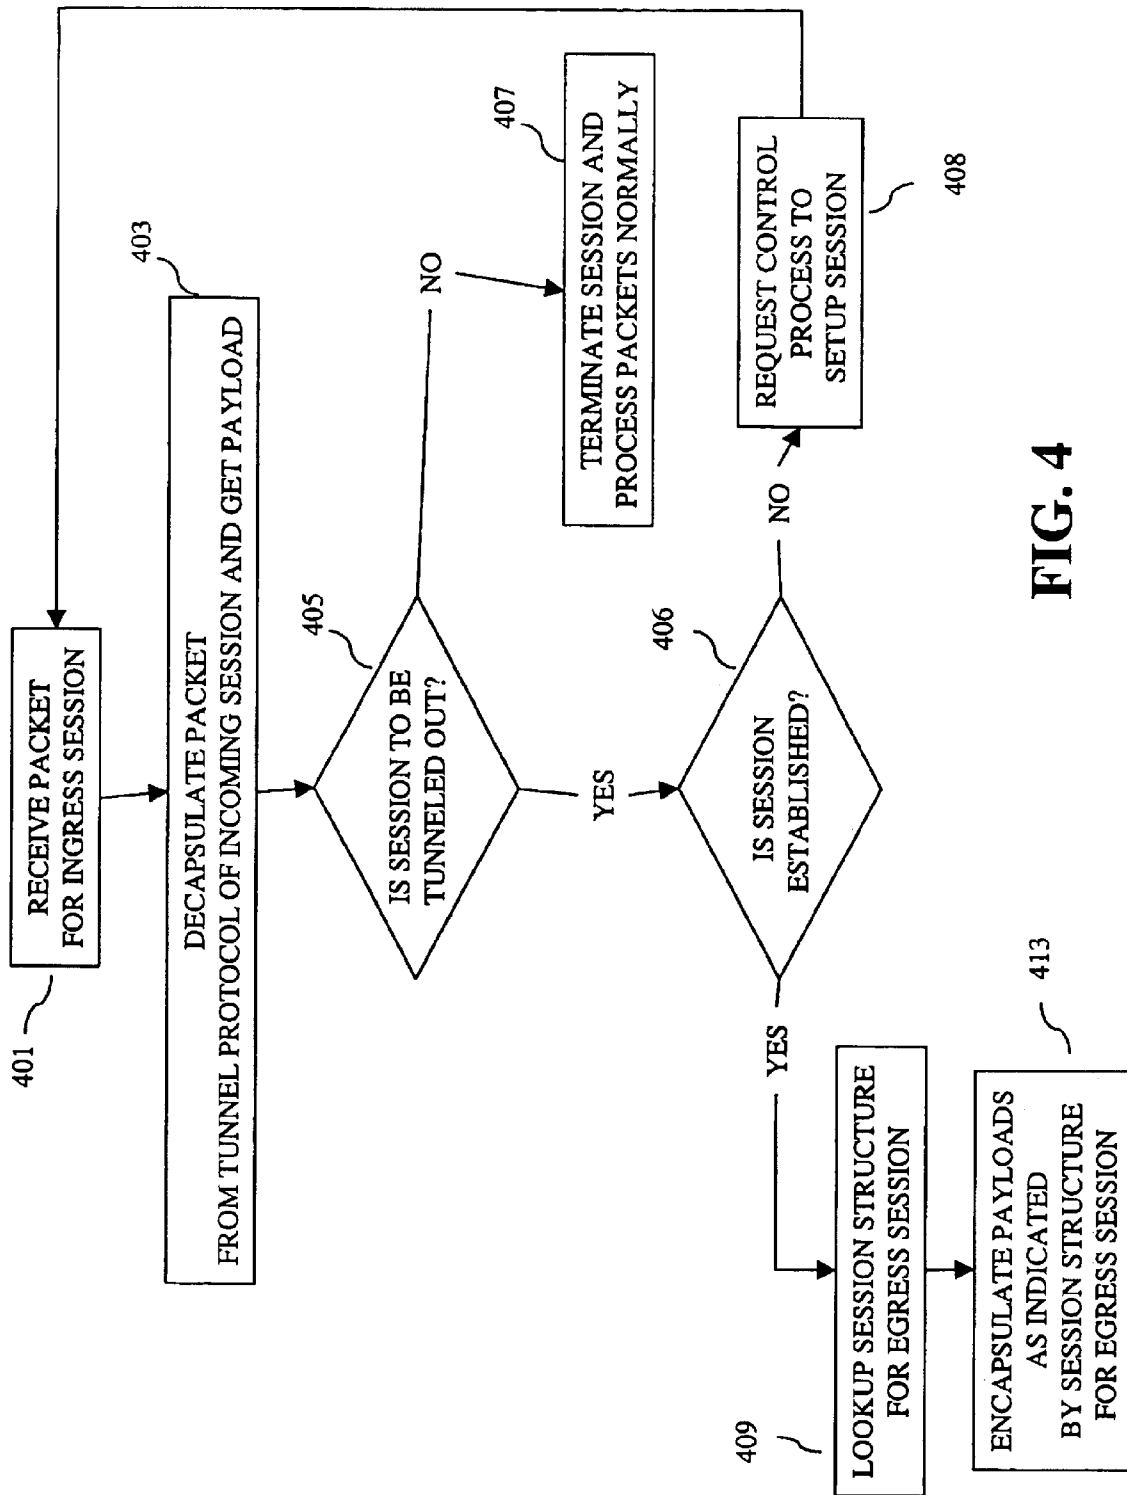 401
RECEIVE PACKET
FOR INGRESS SESSION
403
DECAPSULATE PACKET
FROM TUNNEL PROTOCOL OF INCOMING SESSION AND GET PAYLOAD
405
IS SESSION TO BE
TUNNELED OUT?
NO
407
TERMINATE SESSION AND
PROCESS PACKETS NORMALLY
YES
406
IS SESSION
ESTABLISHED?
NO
REQUEST CONTROL
PROCESS TO
SETUP SESSION
408
YES
409
LOOKUP SESSION STRUCTURE
FOR EGRESS SESSION
413
ENCAPSULATE PAYLOADS
AS INDICATED
BY SESSION STRUCTURE
FOR EGRESS SESSION
FIG. 4